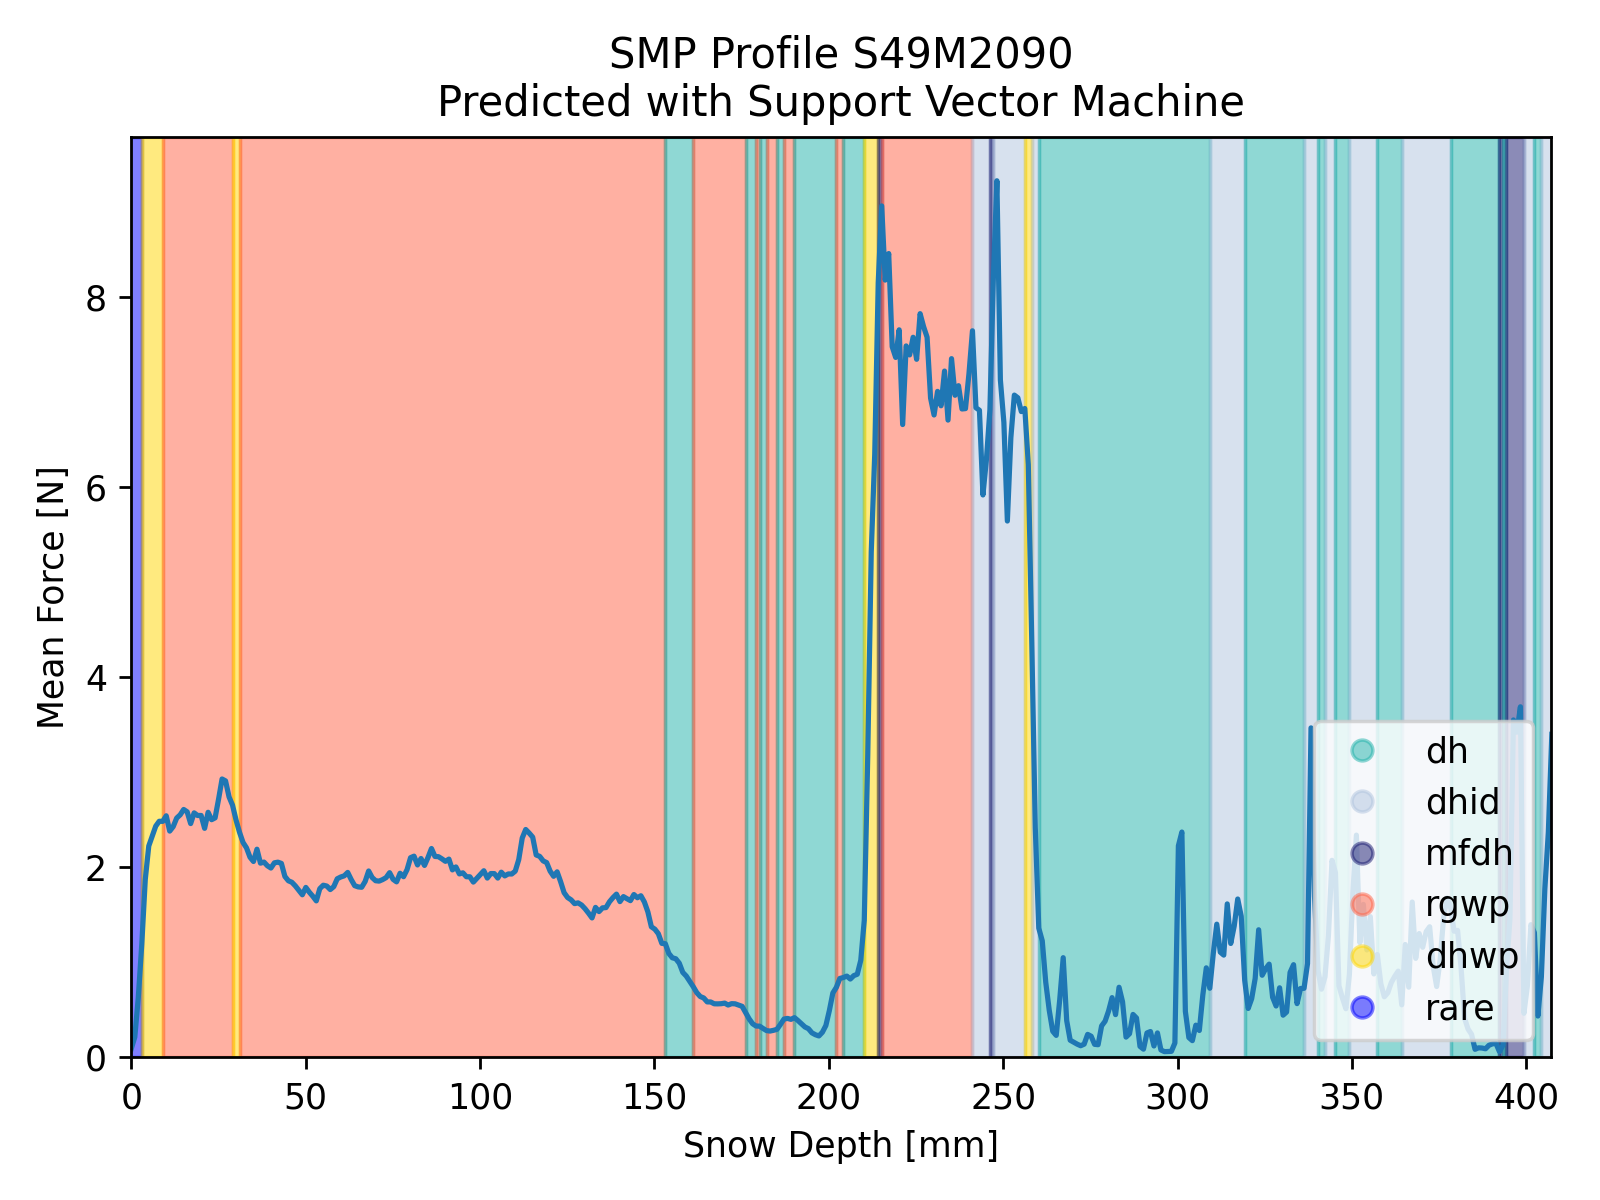 SMP Profile S49M2090
Predicted with Support Vector Machine
Mean Force [N]
8
6
4
2
0
0 50 100 150 200 250 300 350 400
Snow Depth [mm]
dh
dhid
mfdh
rgwp
dhwp
rare